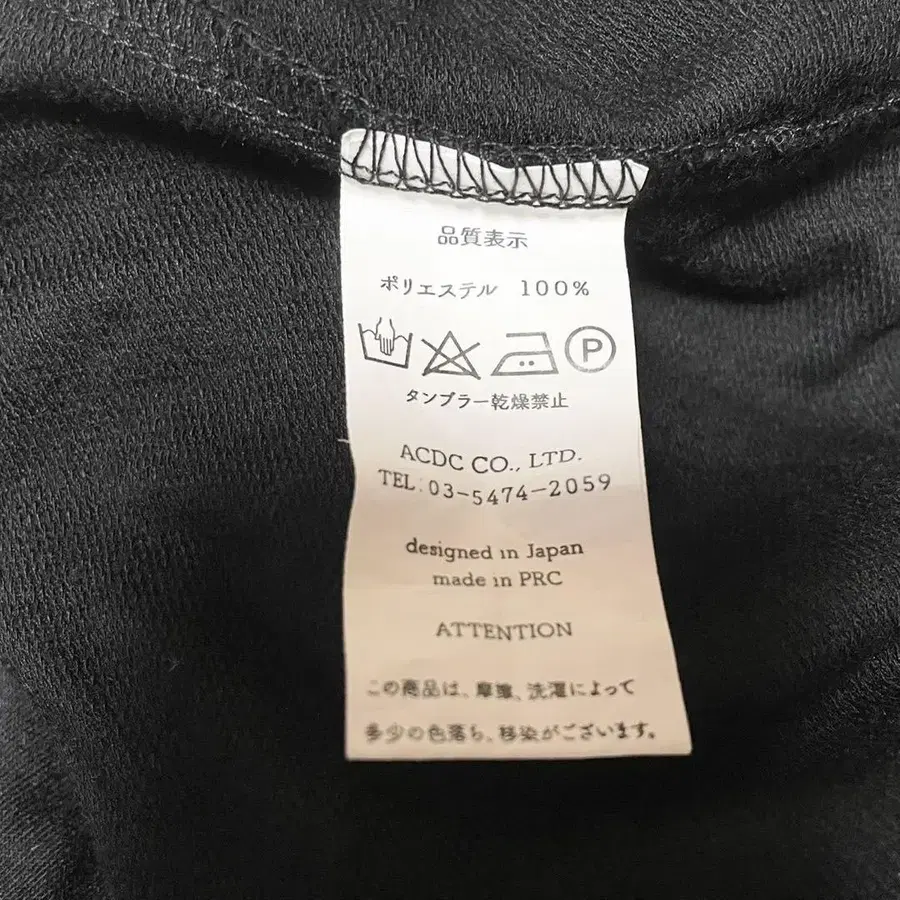 品質表示
ポリエステル 100%
P
タンブラー乾燥禁止
ACDC CO., LTD.
TEL:03-5474-2059
designed in Japan
made in PRC
ATTENTION
この商品は、摩擦、洗濯によって
多少の色落ち、移染がございます。